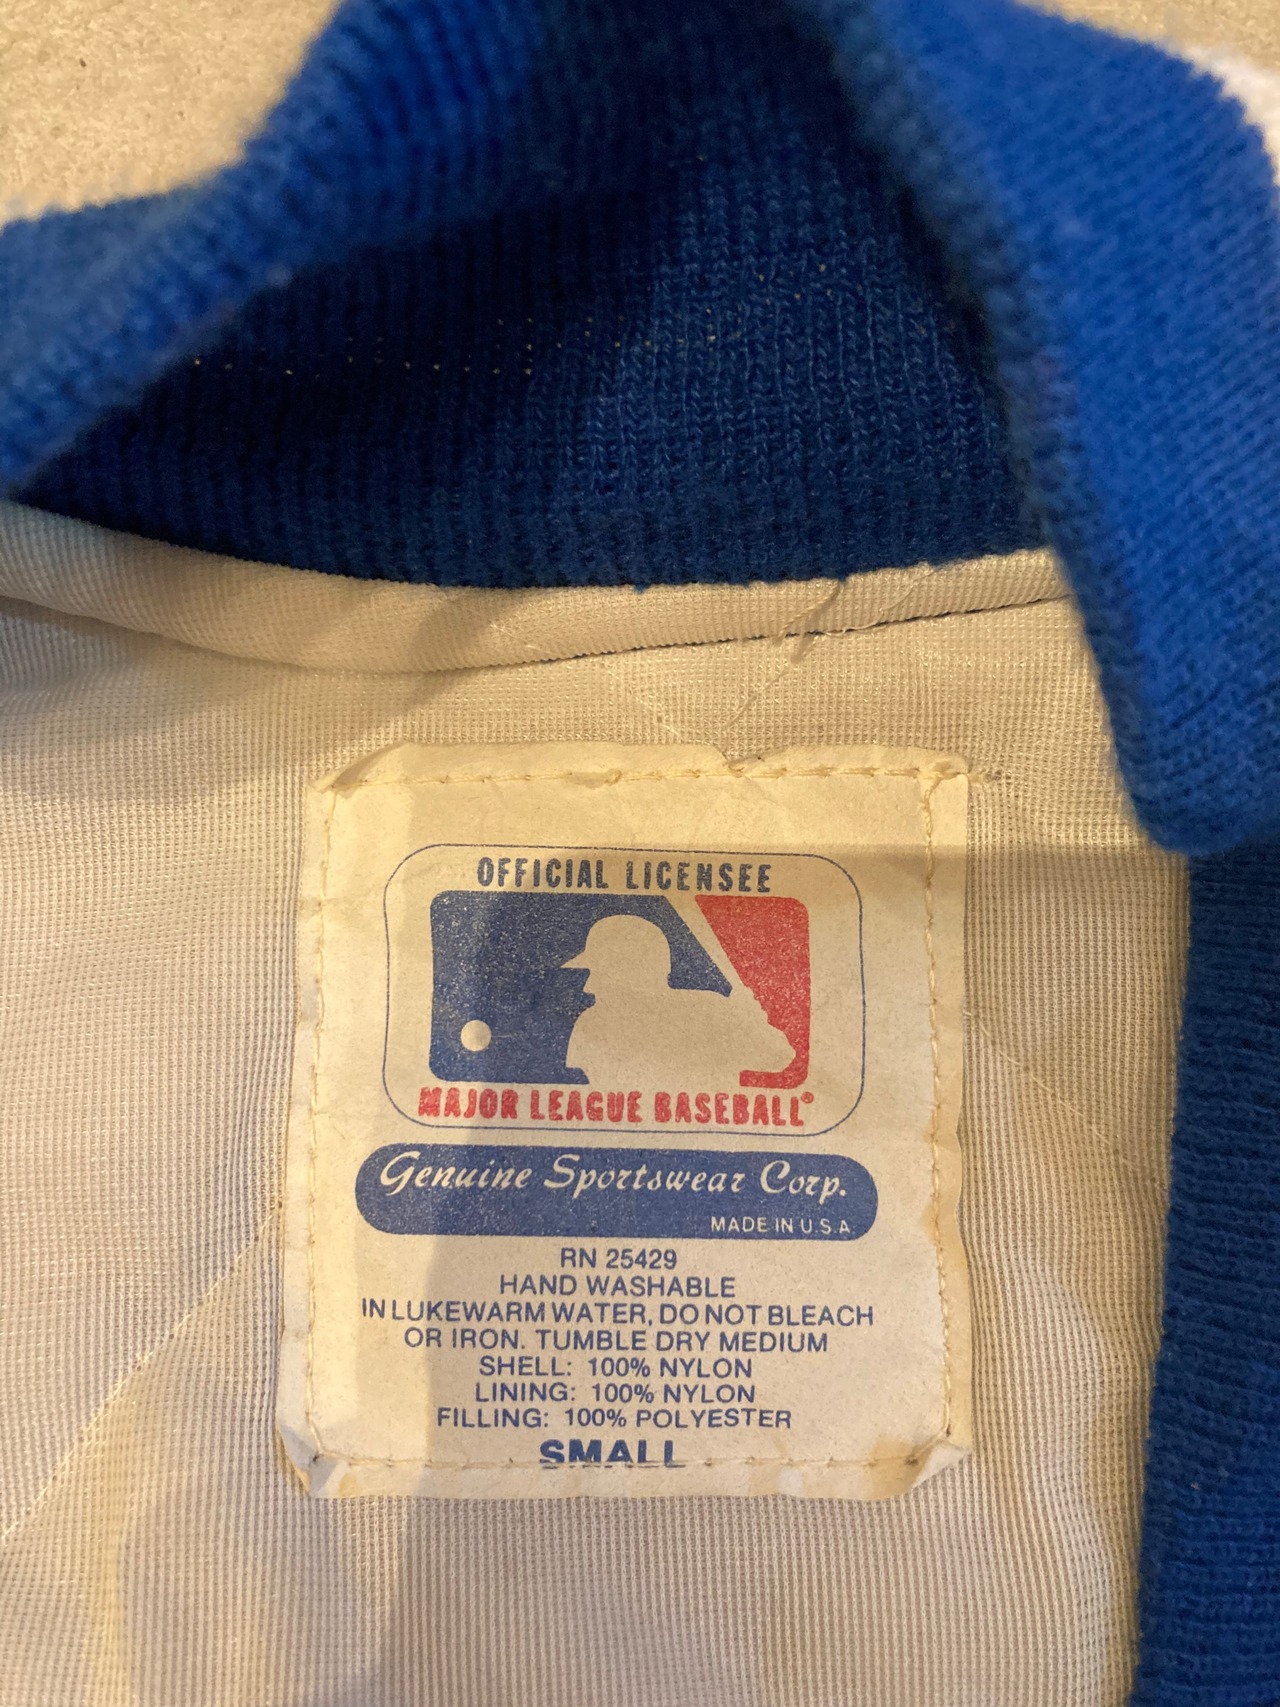 OFFICIAL LICENSEE
MAJOR LEAGUE BASEBALL®
Genuine Sportswear Corp.
MADE IN U.S.A.
RN 25429
HAND WASHABLE
IN LUKEWARM WATER, DO NOT BLEACH
OR IRON. TUMBLE DRY MEDIUM
SHELL: 100% NYLON
LINING: 100% NYLON
FILLING: 100% POLYESTER
SMALL